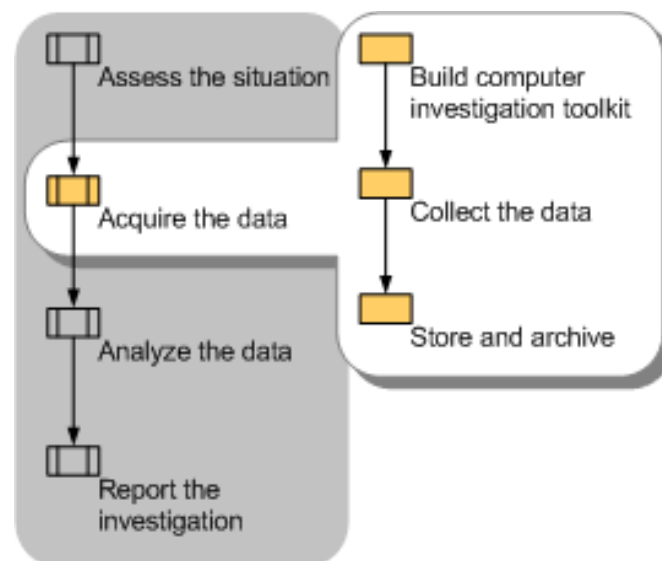 Assess the situation
Acquire the data
Analyze the data
Report the
investigation
Build computer
investigation toolkit
Collect the data
Store and archive